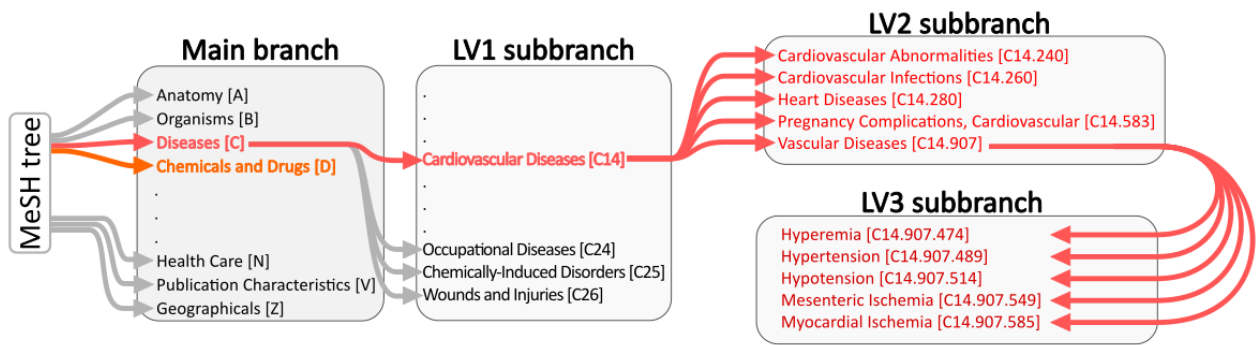 MeSH tree
Main branch
Anatomy [A]
Organisms [B]
Diseases [C]
Chemicals and Drugs [D]
.
.
.
Health Care [N]
Publication Characteristics [V]
Geographicals [Z]
LV1 subbranch
.
.
.
Cardiovascular Diseases [C14]
.
.
.
Occupational Diseases [C24]
Chemically-Induced Disorders [C25]
Wounds and Injuries [C26]
LV2 subbranch
Cardiovascular Abnormalities [C14.240]
Cardiovascular Infections [C14.260]
Heart Diseases [C14.280]
Pregnancy Complications, Cardiovascular [C14.583]
Vascular Diseases [C14.907]
LV3 subbranch
Hyperemia [C14.907.474]
Hypertension [C14.907.489]
Hypotension [C14.907.514]
Mesenteric Ischemia [C14.907.549]
Myocardial Ischemia [C14.907.585]